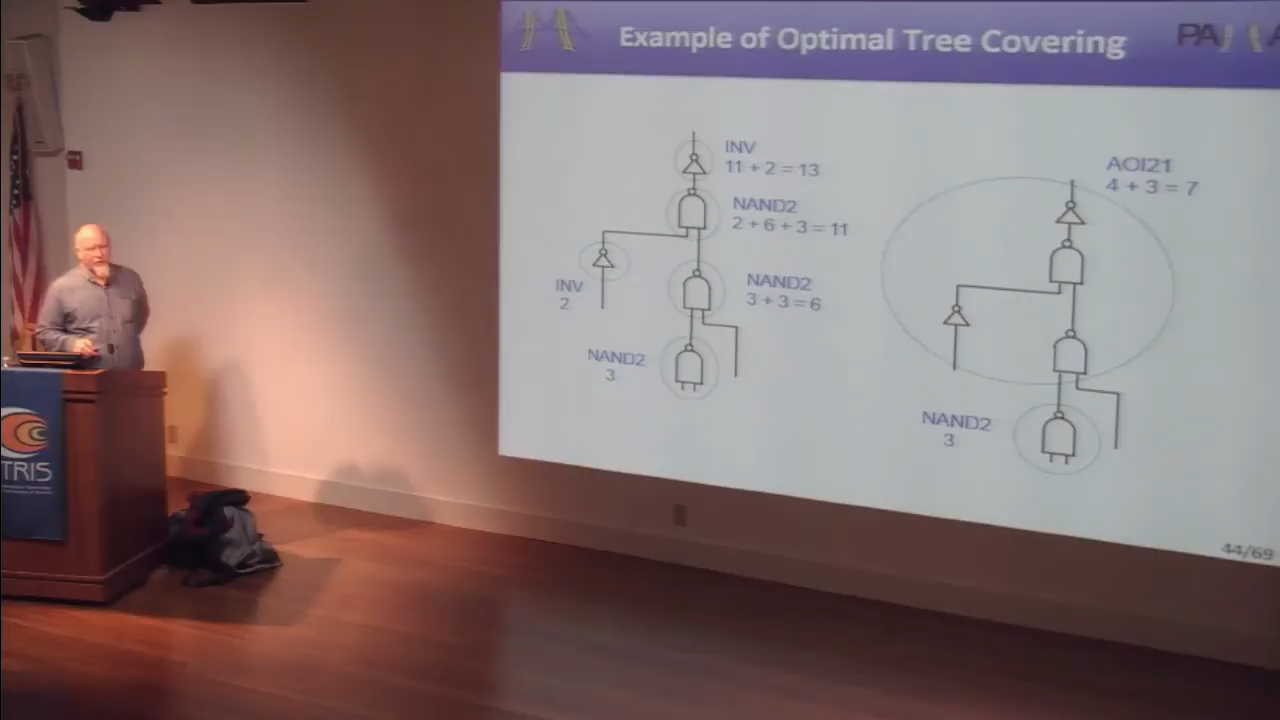 Example of Optimal Tree Covering
PA
INV
11 + 2 = 13
NAND2
2 + 6 + 3 = 11
INV
2
NAND2
3 + 3 = 6
NAND2
3
AOI21
4 + 3 = 7
NAND2
3
44/69
TRIS